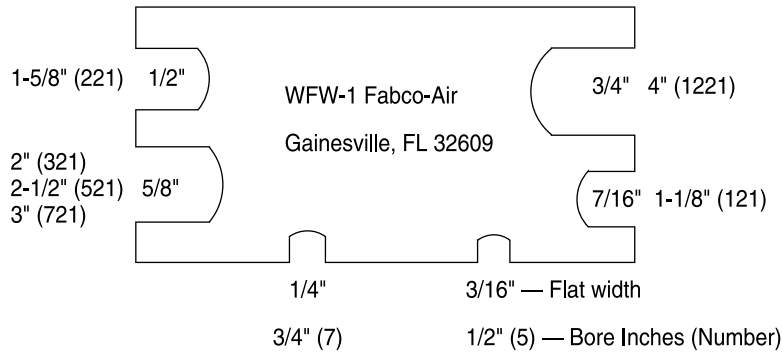 1-5/8" (221) 1/2"
WFW-1 Fabco-Air
3/4" 4" (1221)
Gainesville, FL 32609
2" (321)
2-1/2" (521) 5/8"
3" (721)
7/16" 1-1/8" (121)
1/4" 3/16" — Flat width
3/4" (7) 1/2" (5) — Bore Inches (Number)